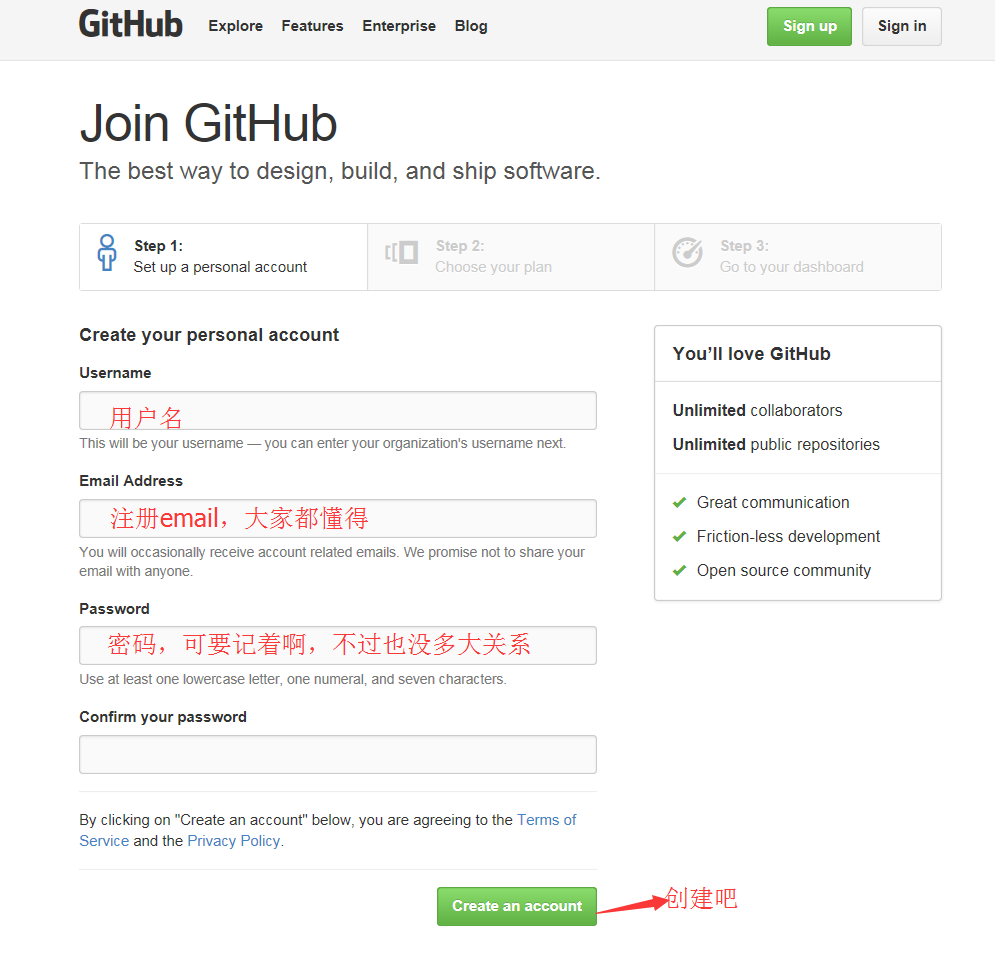 GitHub Explore Features Enterprise Blog Sign up Sign in
Join GitHub
The best way to design, build, and ship software.
Step 1:
Set up a personal account
Step 2:
Choose your plan
Step 3:
Go to your dashboard
Create your personal account
Username
用户名
This will be your username — you can enter your organization's username next.
Email Address
注册email，大家都懂得
You will occasionally receive account related emails. We promise not to share your
email with anyone.
Password
密码，可要记着啊，不过也没多大关系
Use at least one lowercase letter, one numeral, and seven characters.
Confirm your password
By clicking on "Create an account" below, you are agreeing to the Terms of
Service and the Privacy Policy.
Create an account
创建吧
You’ll love GitHub
Unlimited collaborators
Unlimited public repositories
Great communication
Friction-less development
Open source community